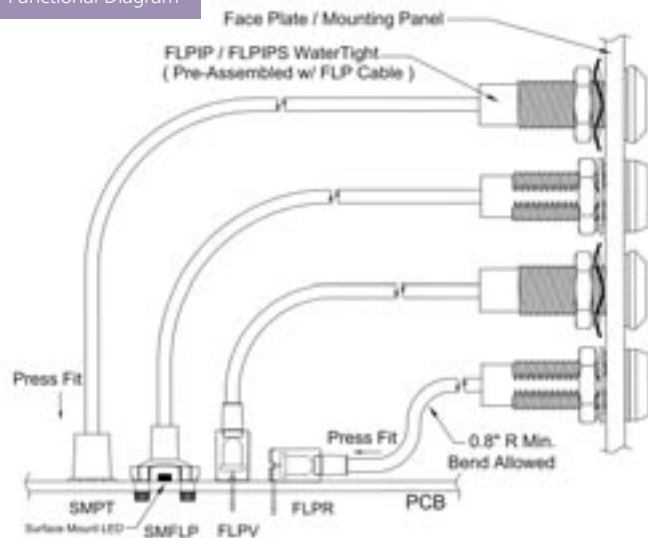 Functional Diagram
Face Plate / Mounting Panel
FLPIP / FLPIPS WaterTight
( Pre-Assembled w/ FLP Cable )
Press Fit
Press Fit
0.8" R Min.
Bend Allowed
SMPT
FLPR
PCB
Surface Mount LED
SMFLP
FLPV